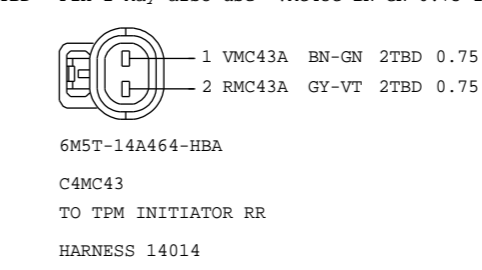 1 VMC43A BN-GN 2TBD 0.75
2 RMC43A GY-VT 2TBD 0.75
6M5T-14A464-HBA
C4MC43
TO TPM INITIATOR RR
HARNESS 14014